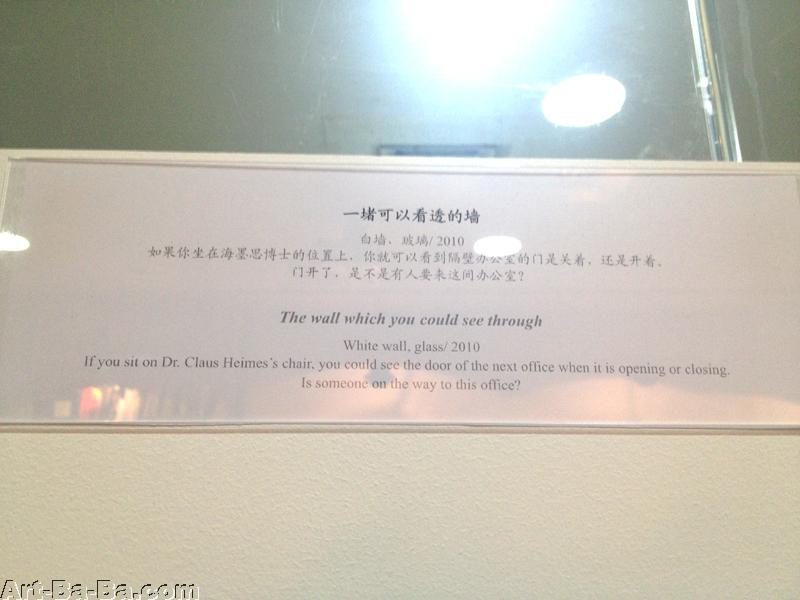 一堵可以看透的墙
白墙、玻璃/ 2010
如果你坐在海墨思博士的位置上，你就可以看到隔壁办公室的门是关着，还是开着。
门开了，是不是有人要来这间办公室？
The wall which you could see through
White wall, glass/ 2010
If you sit on Dr. Claus Heimes's chair, you could see the door of the next office when it is opening or closing.
Is someone on the way to this office?
Art-Ba-Ba.com